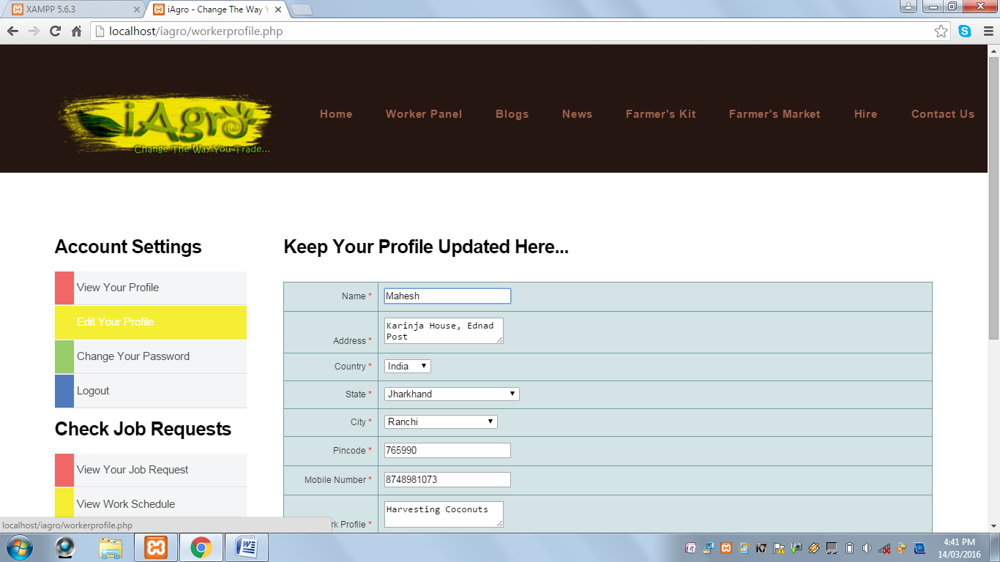 XAMPP 5.6.3
iAgro - Change The Way Y
localhost/iagro/workerprofile.php
iAgro
Change The Way You Trade...
Home Worker Panel Blogs News Farmer's Kit Farmer's Market Hire Contact Us
Account Settings
View Your Profile
Edit Your Profile
Change Your Password
Logout
Check Job Requests
View Your Job Request
View Work Schedule
Keep Your Profile Updated Here...
Name * Mahesh
Address * Karinja House, Ednad
Post
Country * India
State * Jharkhand
City * Ranchi
Pincode * 765990
Mobile Number * 8748981073
rk Profile * Harvesting Coconuts
localhost/iagro/workerprofile.php
K7
4:41 PM
14/03/2016